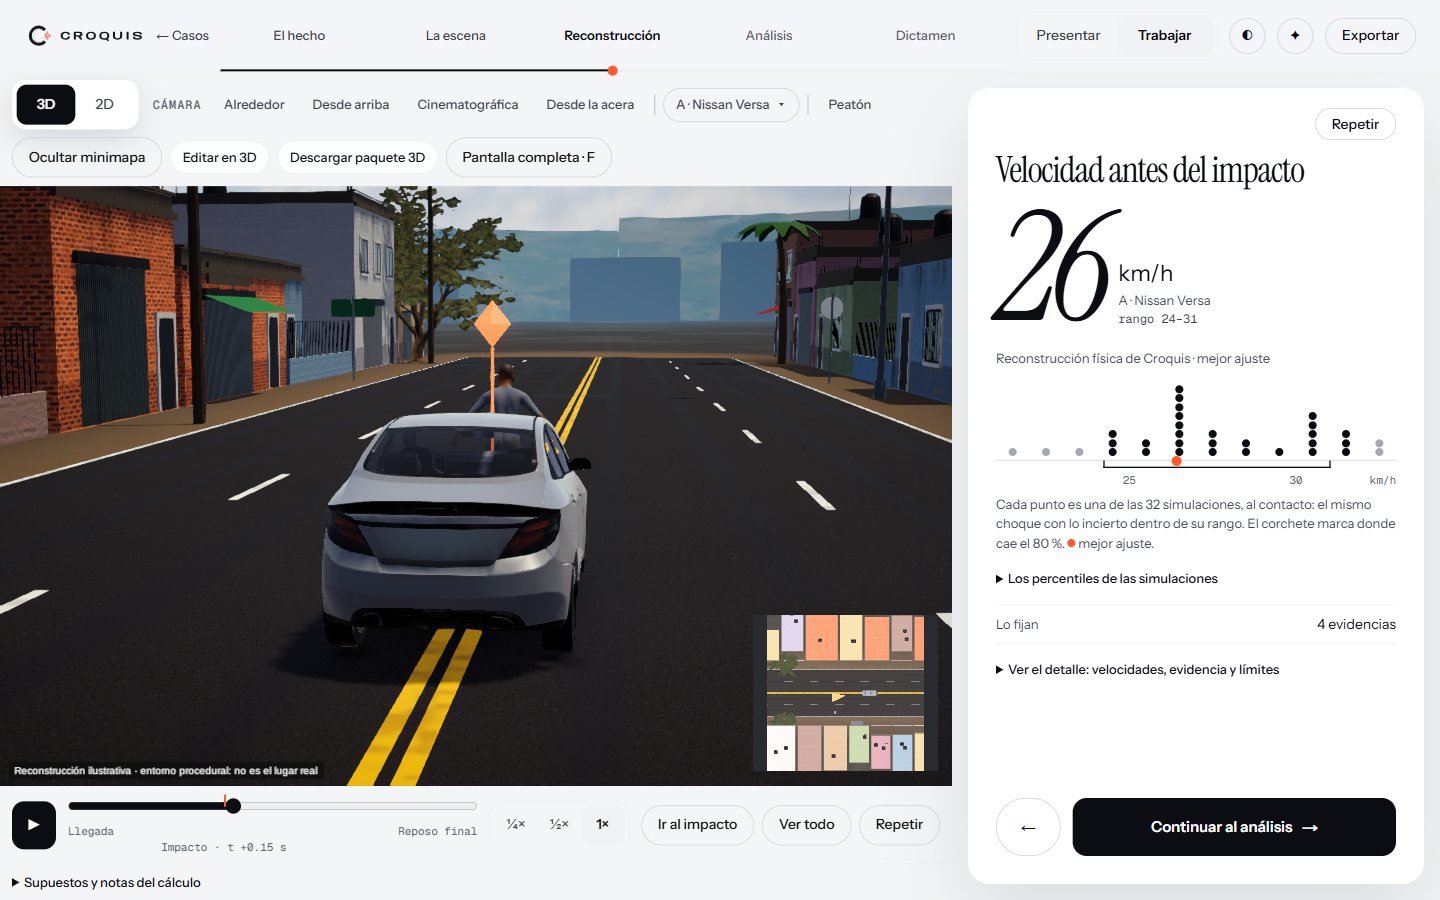 CROQUIS
← Casos
El hecho
La escena
Reconstrucción
Análisis
Dictamen
Presentar
Trabajar
Exportar
3D
2D
CÁMARA
Alrededor
Desde arriba
Cinematográfica
Desde la acera
A · Nissan Versa
Peatón
Ocultar minimapa
Editar en 3D
Descargar paquete 3D
Pantalla completa · F
Reconstrucción ilustrativa - entorno procedural: no es el lugar real
Llegada
Reposo final
Impacto · t +0.15 s
¼×
½×
1×
Ir al impacto
Ver todo
Repetir
Supuestos y notas del cálculo
Repetir
Velocidad antes del impacto
26 km/h
A · Nissan Versa
rango 24–31
Reconstrucción física de Croquis · mejor ajuste
25
30
km/h
Cada punto es una de las 32 simulaciones, al contacto: el mismo
choque con lo incierto dentro de su rango. El corchete marca donde
cae el 80 %. mejor ajuste.
Los percentiles de las simulaciones
Lo fijan
4 evidencias
Ver el detalle: velocidades, evidencia y límites
←
Continuar al análisis →